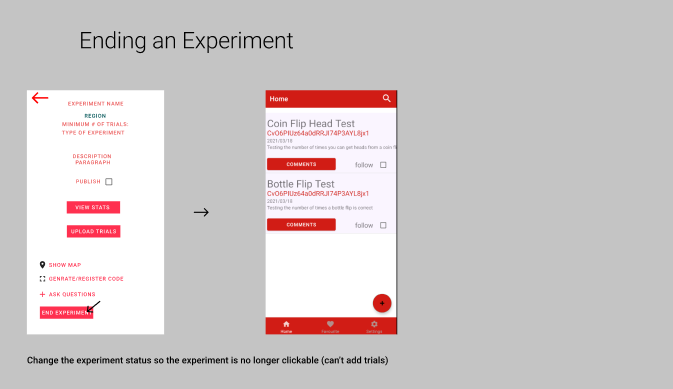 Ending an Experiment
EXPERIMENT NAME
REGION
MINIMUM # OF TRIALS:
TYPE OF EXPERIMENT
DESCRIPTION
PARAGRAPH
PUBLISH
VIEW STATS
UPLOAD TRIALS
SHOW MAP
GENRATE/REGISTER CODE
ASK QUESTIONS
END EXPERIMENT
Home
Coin Flip Head Test
CvO6PIUz64a0dRRJI74P3AYL8jx1
2021/03/19
Testing the number of times you can get heads from a coin fl
COMMENTS
follow
Bottle Flip Test
CvO6PIUz64a0dRRJI74P3AYL8jx1
2021/03/19
Testing the number of times a bottle flip is correct
COMMENTS
follow
+
Home
Favourite
Settings
Change the experiment status so the experiment is no longer clickable (can't add trials)